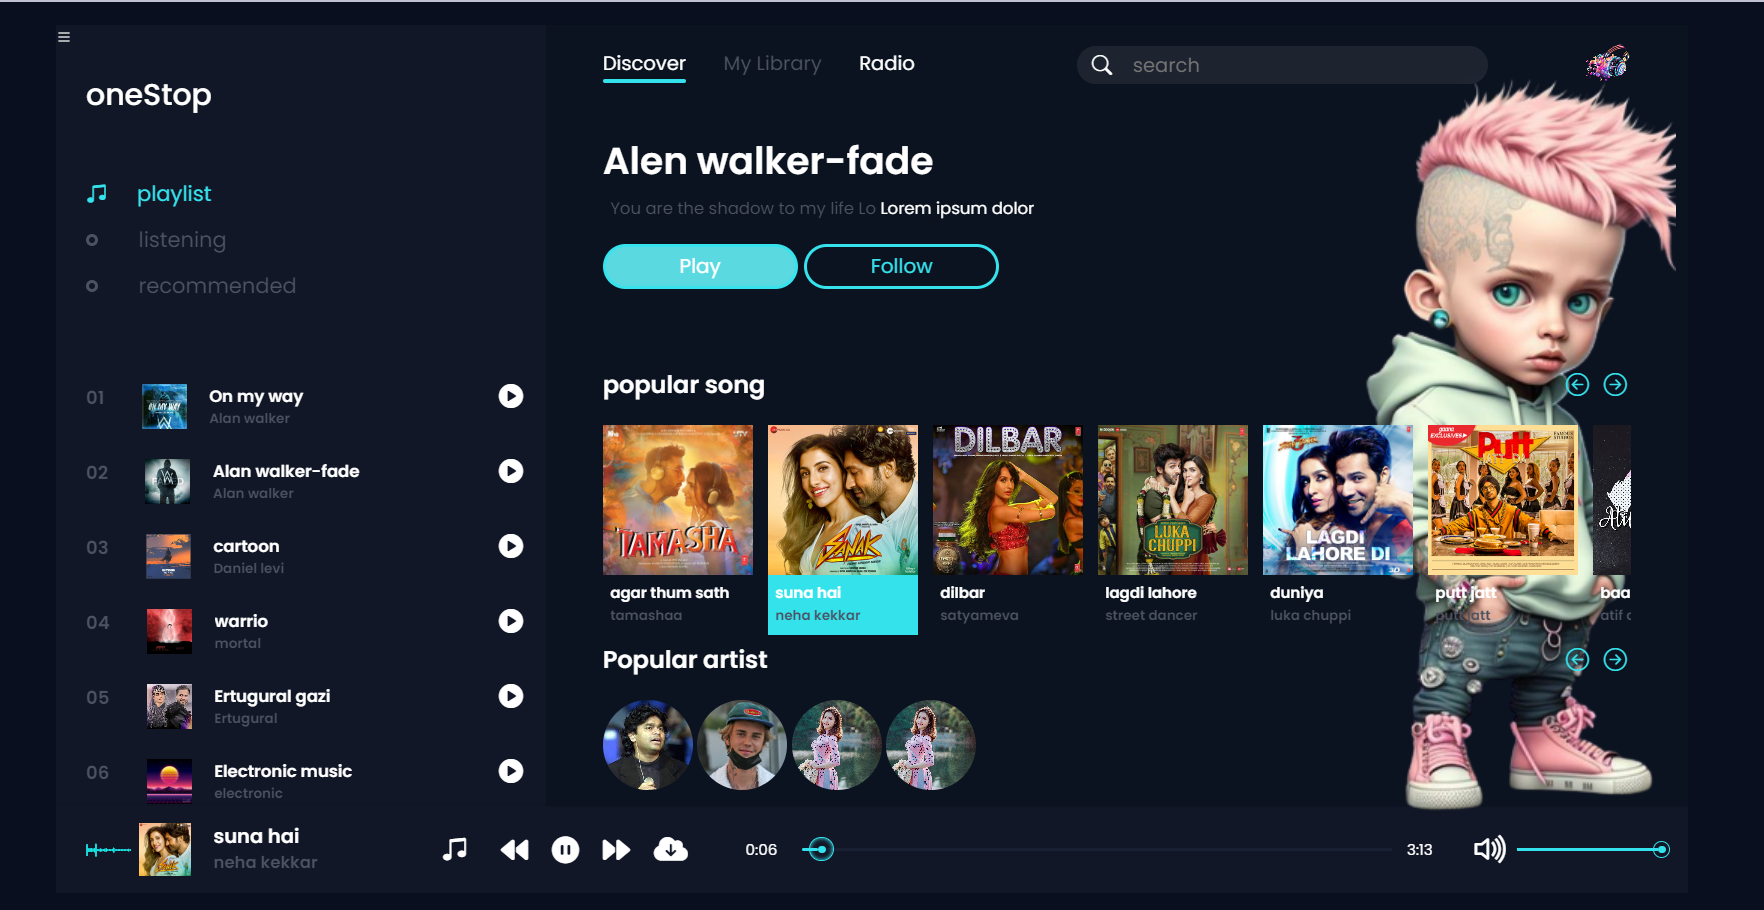 oneStop
playlist
listening
recommended
01
On my way
Alan walker
02
Alan walker-fade
Alan walker
03
cartoon
Daniel levi
04
warrio
mortal
05
Ertugural gazi
Ertugural
06
Electronic music
electronic
Discover My Library Radio
search
Alen walker-fade
You are the shadow to my life Lo Lorem ipsum dolor
Play Follow
popular song
TAMASHA
agar thum sath
tamashaa
SANAK
suna hai
neha kekkar
DILBAR
dilbar
satyameva
LUKA
CHUPPI
lagdi lahore
street dancer
LAGDI
LAHORE DI
duniya
luka chuppi
gaana
EXCLUSIVES
Putt
putt jatt
putt jatt
baa
atif
Popular artist
suna hai
neha kekkar
0:06
3:13